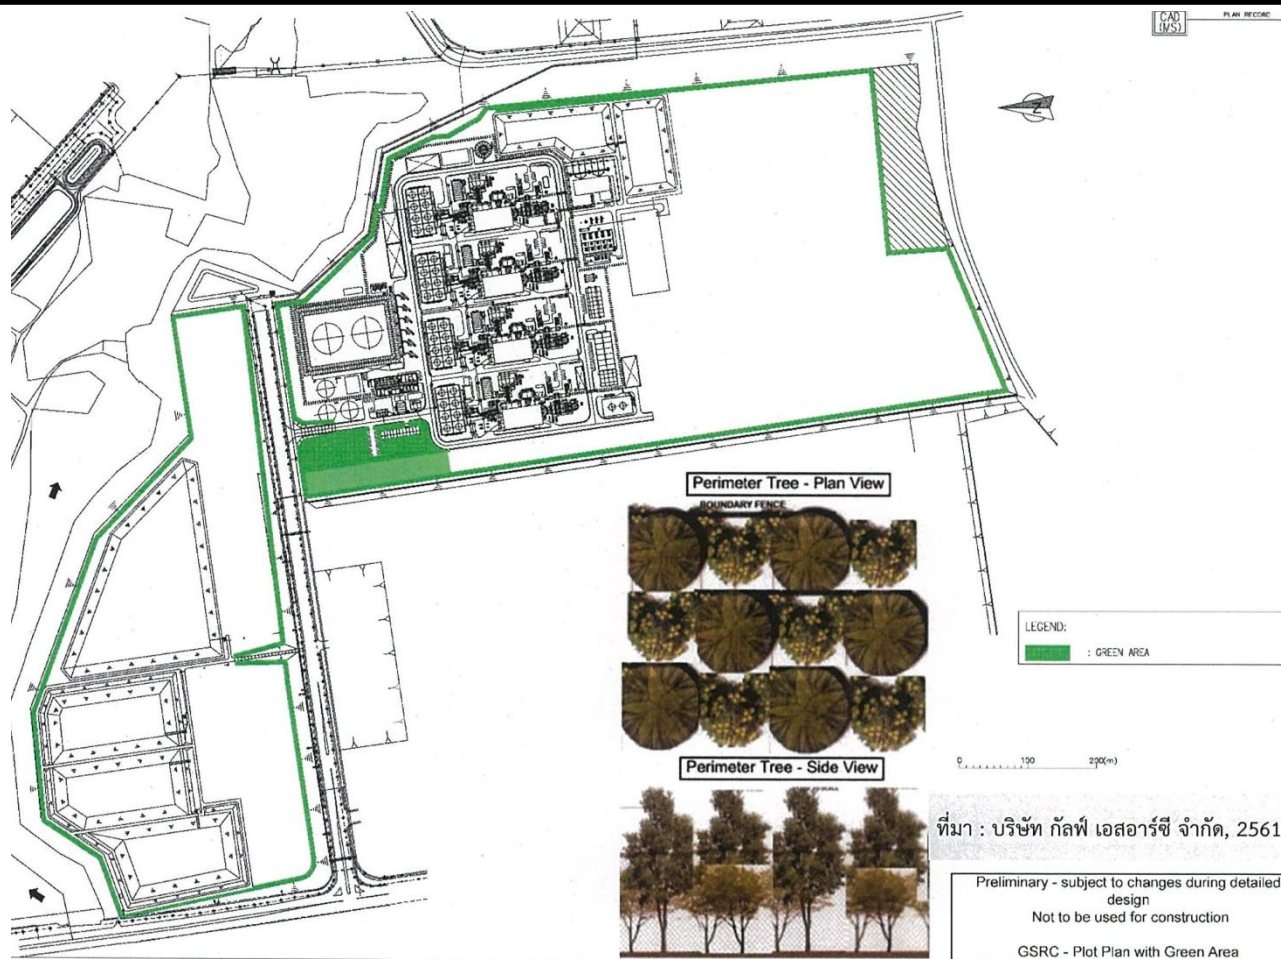 CAD
(MS)
PLAN RECORD
Z
Perimeter Tree - Plan View
BOUNDARY FENCE
LEGEND:
: GREEN AREA
Perimeter Tree - Side View
0 100 200(m)
ที่มา : บริษัท กัลฟ์ เอสอาร์ซี จำกัด, 2561
Preliminary - subject to changes during detailed
design
Not to be used for construction
GSRC - Plot Plan with Green Area